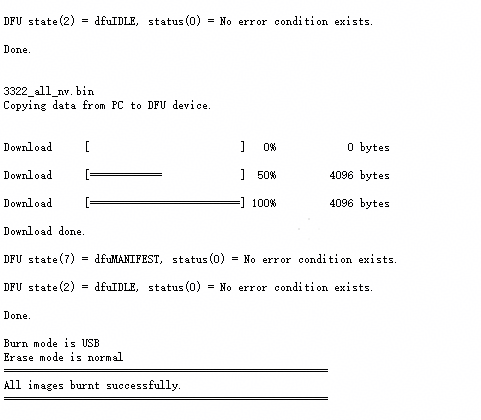 DFU state(2) = dfuIDLE, status(0) = No error condition exists.
Done.
3322_all_nv.bin
Copying data from PC to DFU device.
Download [ ] 0% 0 bytes
Download [============ ] 50% 4096 bytes
Download [=========================] 100% 4096 bytes
Download done.
DFU state(7) = dfuMANIFEST, status(0) = No error condition exists.
DFU state(2) = dfuIDLE, status(0) = No error condition exists.
Done.
Burn mode is USB
Erase mode is normal
======================================================
All images burnt successfully.
======================================================